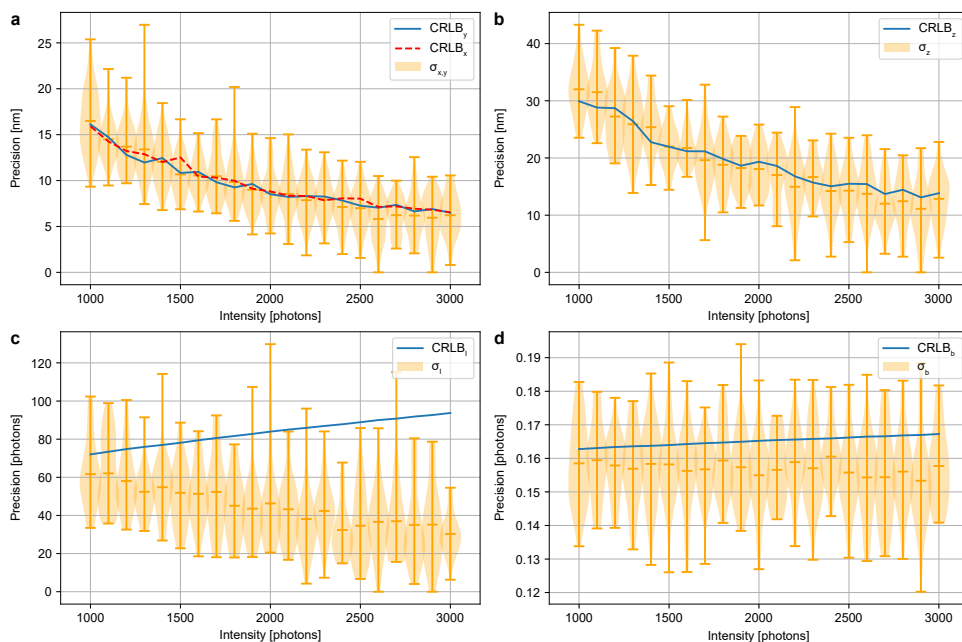 a
CRLBy
CRLBx
σx,y
Precision [nm]
25
20
15
10
5
0
1000 1500 2000 2500 3000
Intensity [photons]
b
CRLBz
σz
Precision [nm]
40
30
20
10
0
1000 1500 2000 2500 3000
Intensity [photons]
c
CRLBI
σI
Precision [photons]
120
100
80
60
40
20
0
1000 1500 2000 2500 3000
Intensity [photons]
d
CRLBb
σb
Precision [photons]
0.19
0.18
0.17
0.16
0.15
0.14
0.13
0.12
1000 1500 2000 2500 3000
Intensity [photons]